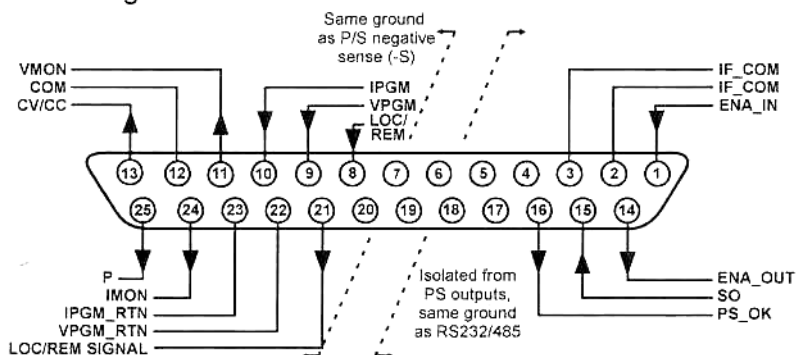 Same ground
as P/S negative
sense (-S)
VMON
COM
CV/CC
IPGM
VPGM
LOC/
REM
IF_COM
IF_COM
ENA_IN
13 12 11 10 9 8 7 6 5 4 3 2 1
25 24 23 22 21 20 19 18 17 16 15 14
P
IMON
IPGM_RTN
VPGM_RTN
LOC/REM SIGNAL
Isolated from
PS outputs,
same ground
as RS232/485
ENA_OUT
SO
PS_OK